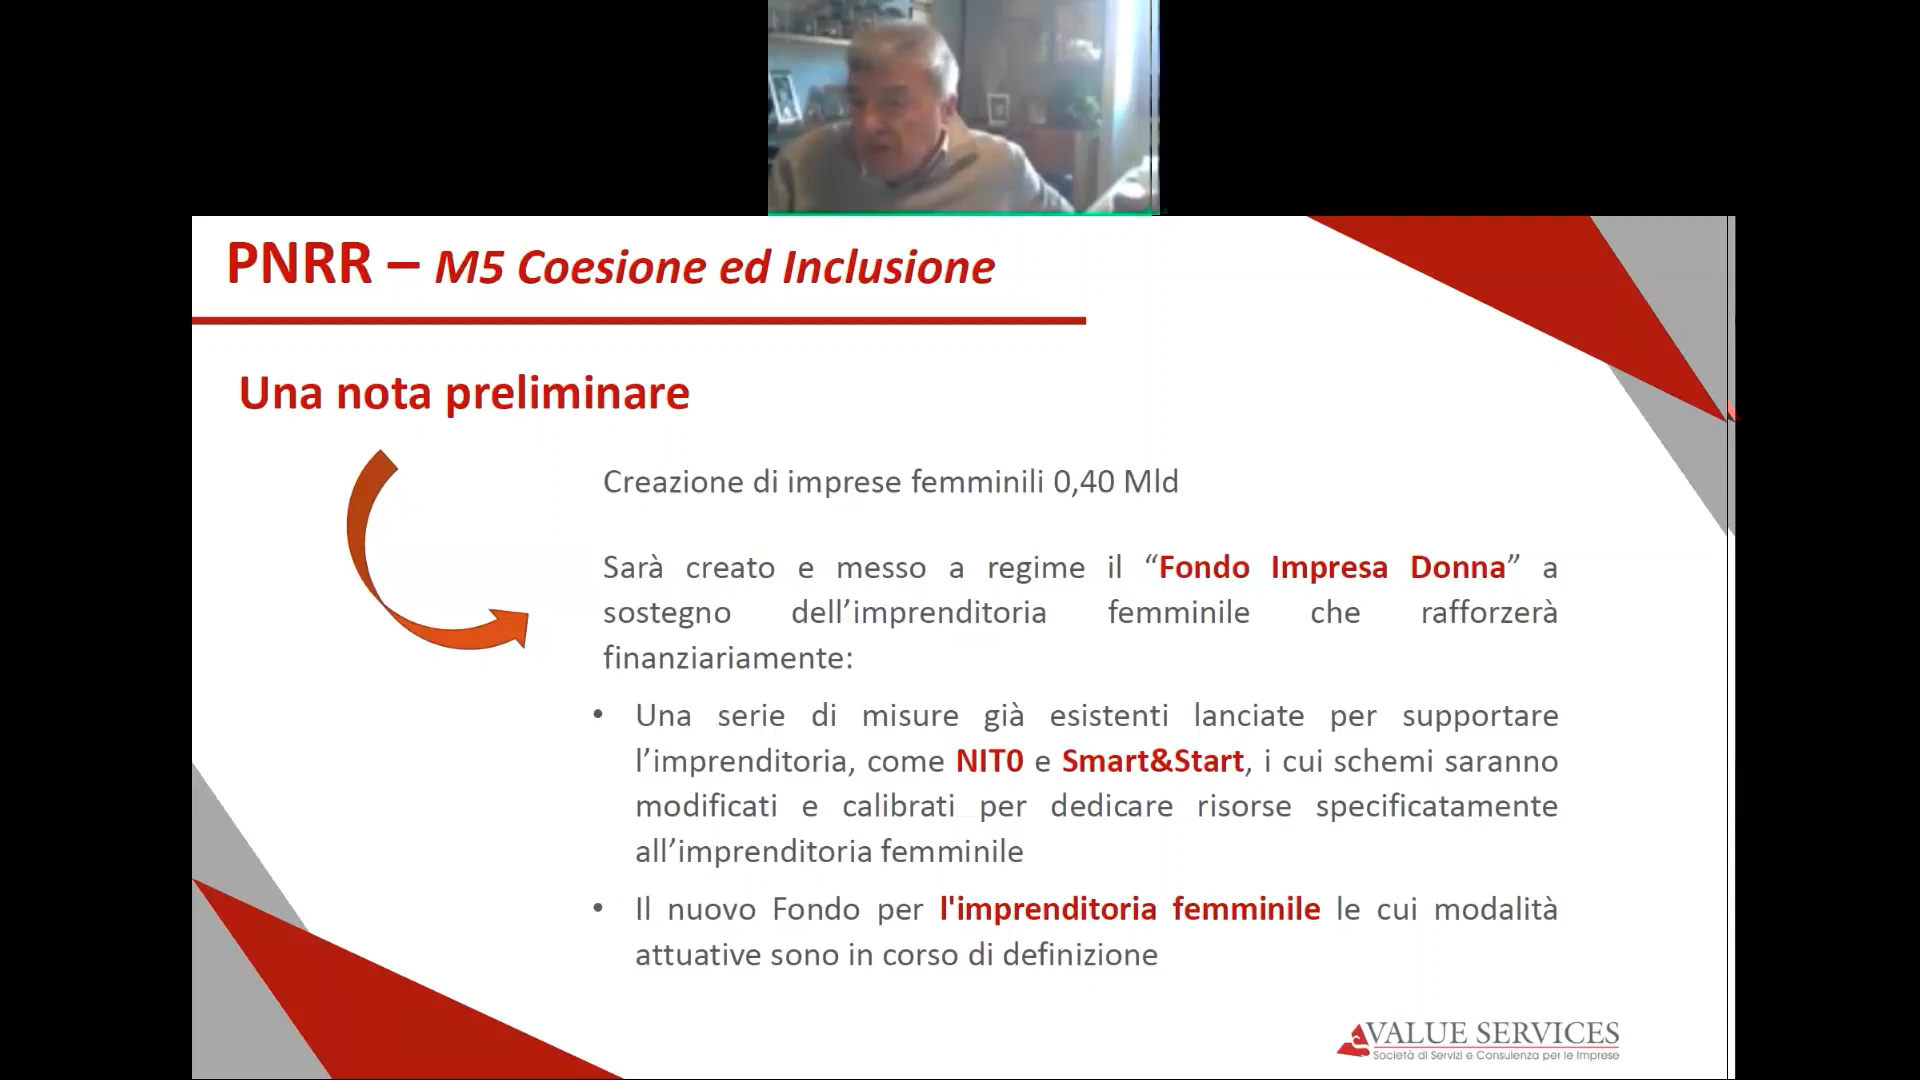 PNRR – M5 Coesione ed Inclusione
Una nota preliminare
Creazione di imprese femminili 0,40 Mld
Sarà creato e messo a regime il “Fondo Impresa Donna” a
sostegno dell’imprenditoria femminile che rafforzerà
finanziariamente:
• Una serie di misure già esistenti lanciate per supportare
l’imprenditoria, come NIT0 e Smart&Start, i cui schemi saranno
modificati e calibrati per dedicare risorse specificatamente
all’imprenditoria femminile
• Il nuovo Fondo per l'imprenditoria femminile le cui modalità
attuative sono in corso di definizione
VALUE SERVICES
Società di Servizi e Consulenza per le Imprese